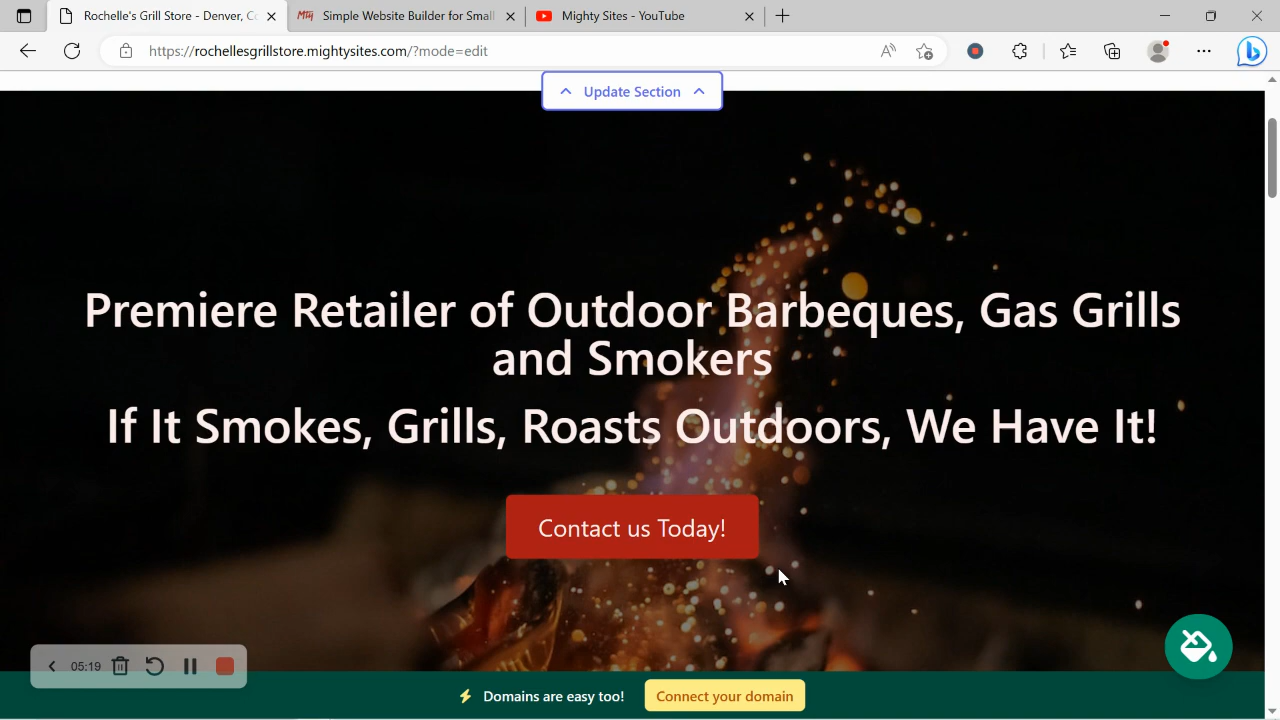 Rochelle's Grill Store - Denver, Co
Simple Website Builder for Small
Mighty Sites - YouTube
https://rochellesgrillstore.mightysites.com/?mode=edit
Update Section
Premiere Retailer of Outdoor Barbeques, Gas Grills
and Smokers
If It Smokes, Grills, Roasts Outdoors, We Have It!
Contact us Today!
05:19
Domains are easy too!
Connect your domain